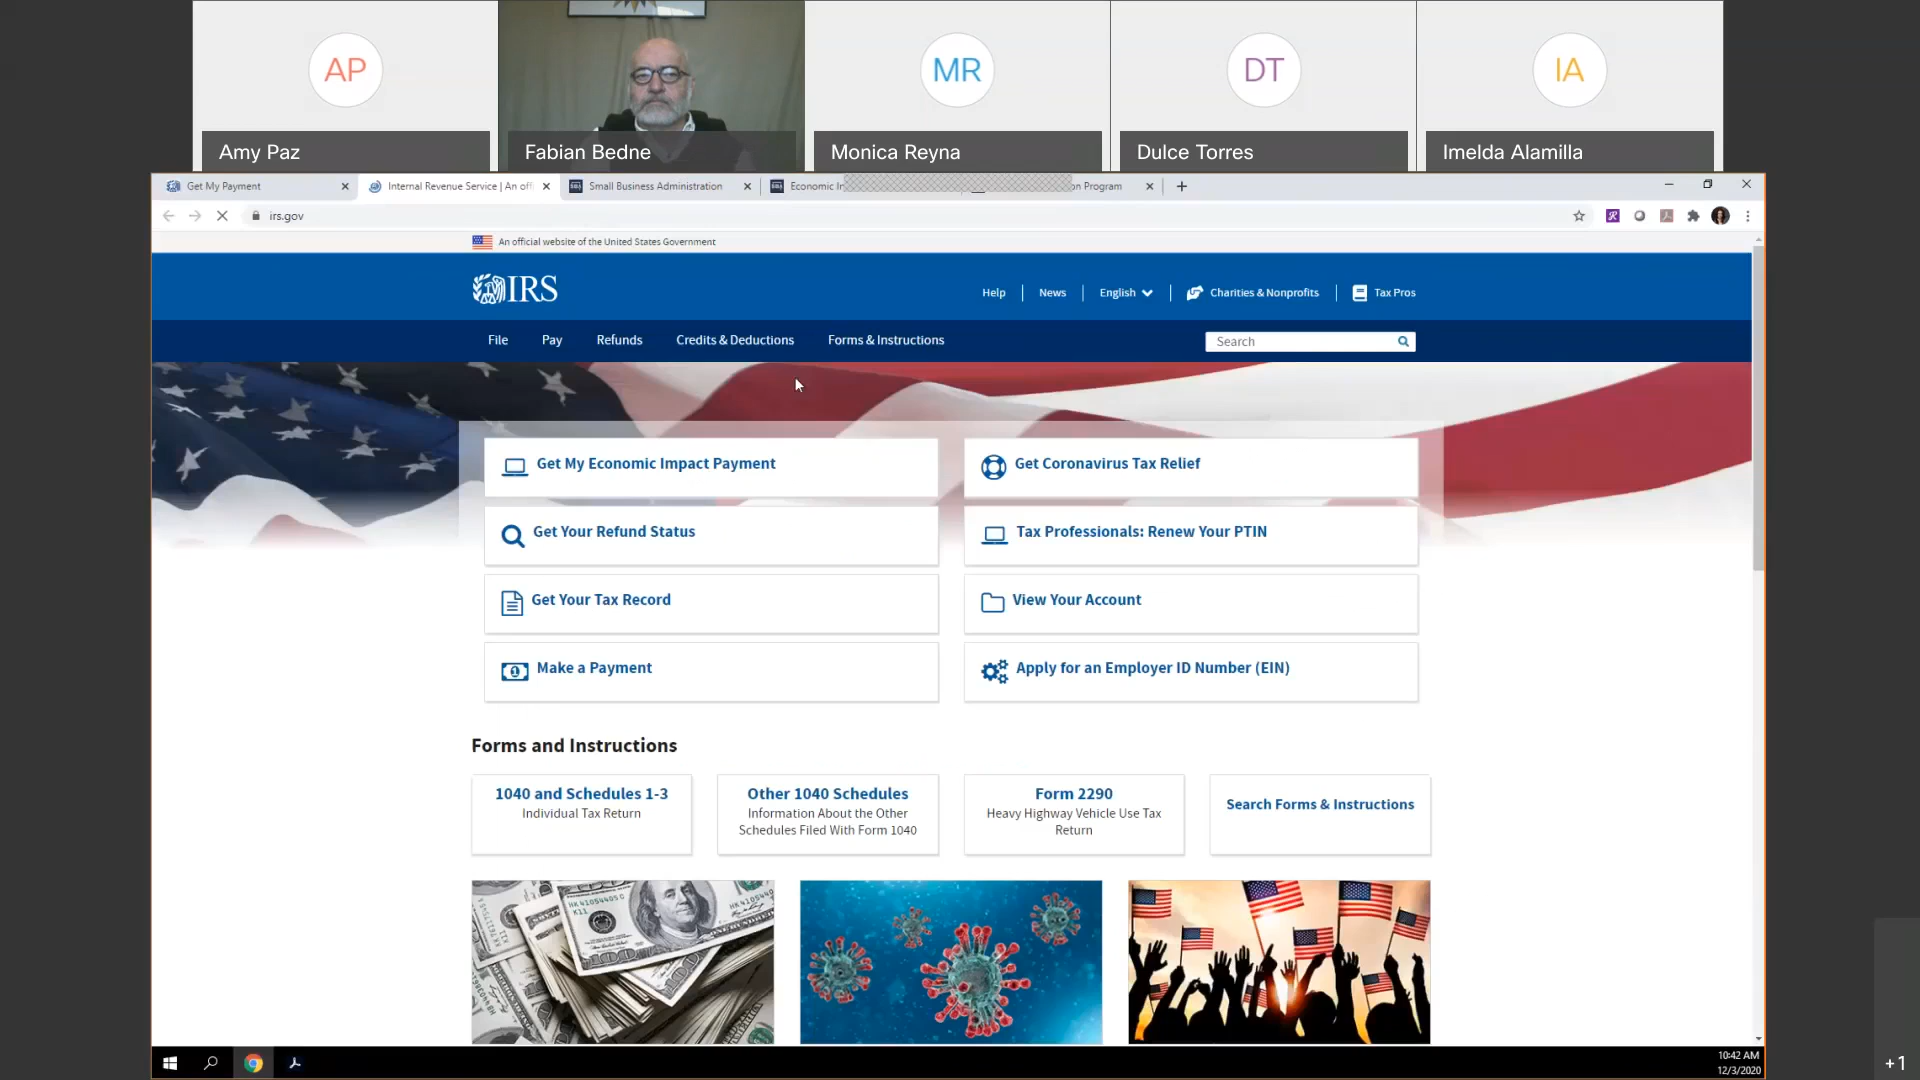 AP
MR
DT
IA
Amy Paz
Fabian Bedne
Monica Reyna
Dulce Torres
Imelda Alamilla
Get My Payment
Internal Revenue Service | An off
Small Business Administration
Economic In
on Program
irs.gov
An official website of the United States Government
IRS
Help
News
English
Charities & Nonprofits
Tax Pros
File
Pay
Refunds
Credits & Deductions
Forms & Instructions
Search
Get My Economic Impact Payment
Get Coronavirus Tax Relief
Get Your Refund Status
Tax Professionals: Renew Your PTIN
Get Your Tax Record
View Your Account
Make a Payment
Apply for an Employer ID Number (EIN)
Forms and Instructions
1040 and Schedules 1-3
Individual Tax Return
Other 1040 Schedules
Information About the Other
Schedules Filed With Form 1040
Form 2290
Heavy Highway Vehicle Use Tax
Return
Search Forms & Instructions
10:42 AM
12/3/2020
+1